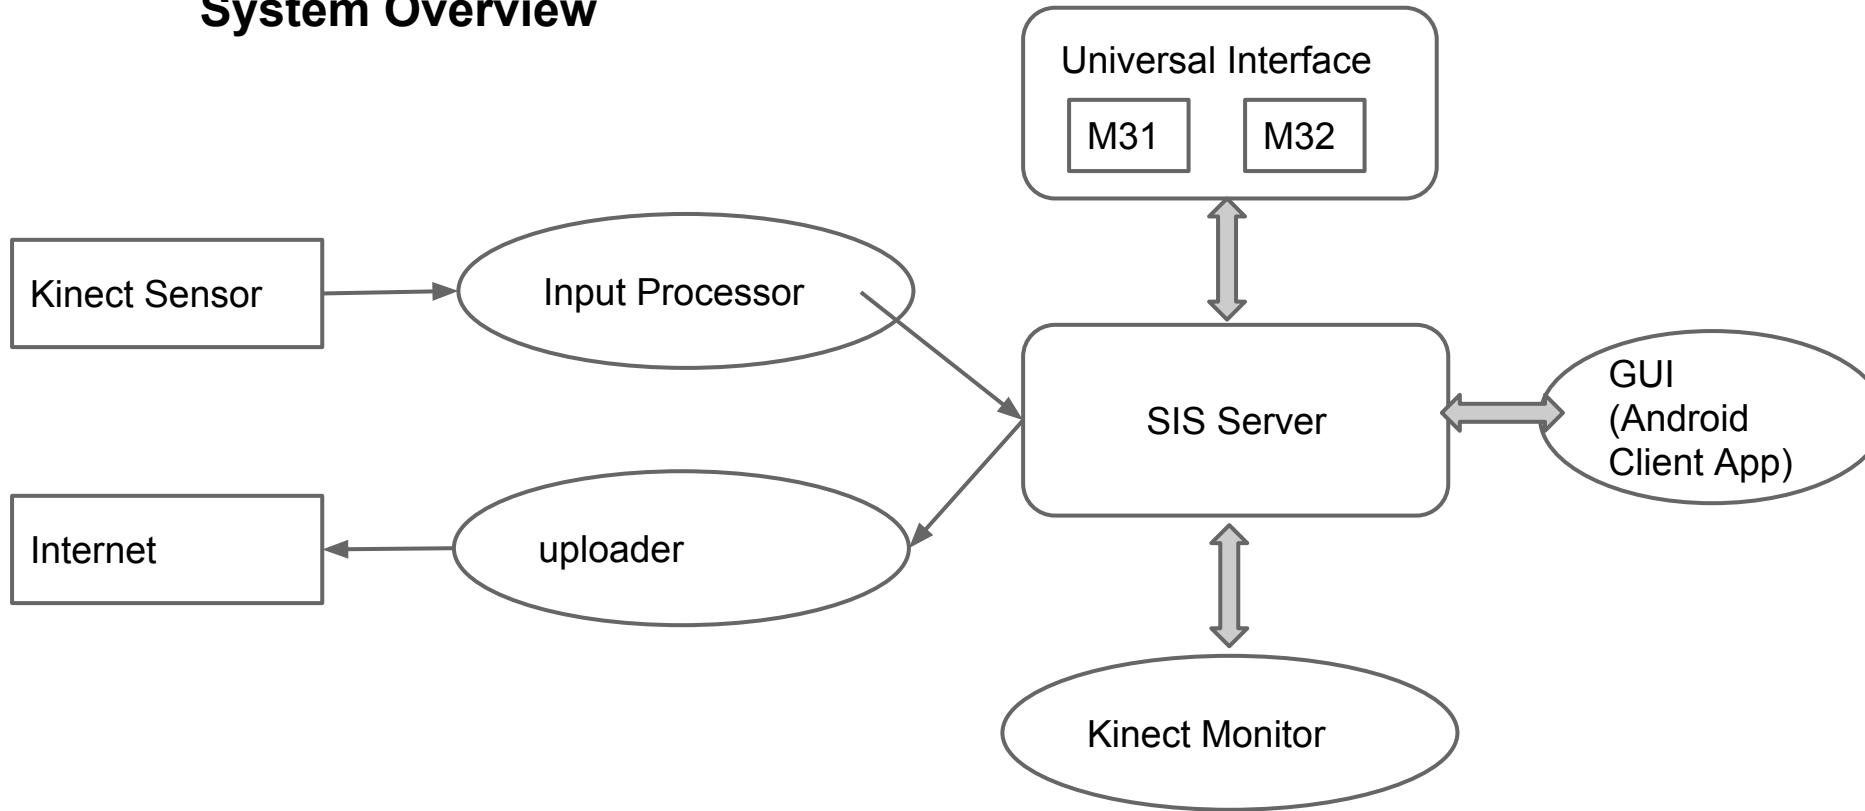 System Overview
Universal Interface
M31
M32
Kinect Sensor
Input Processor
SIS Server
GUI
(Android
Client App)
Internet
uploader
Kinect Monitor